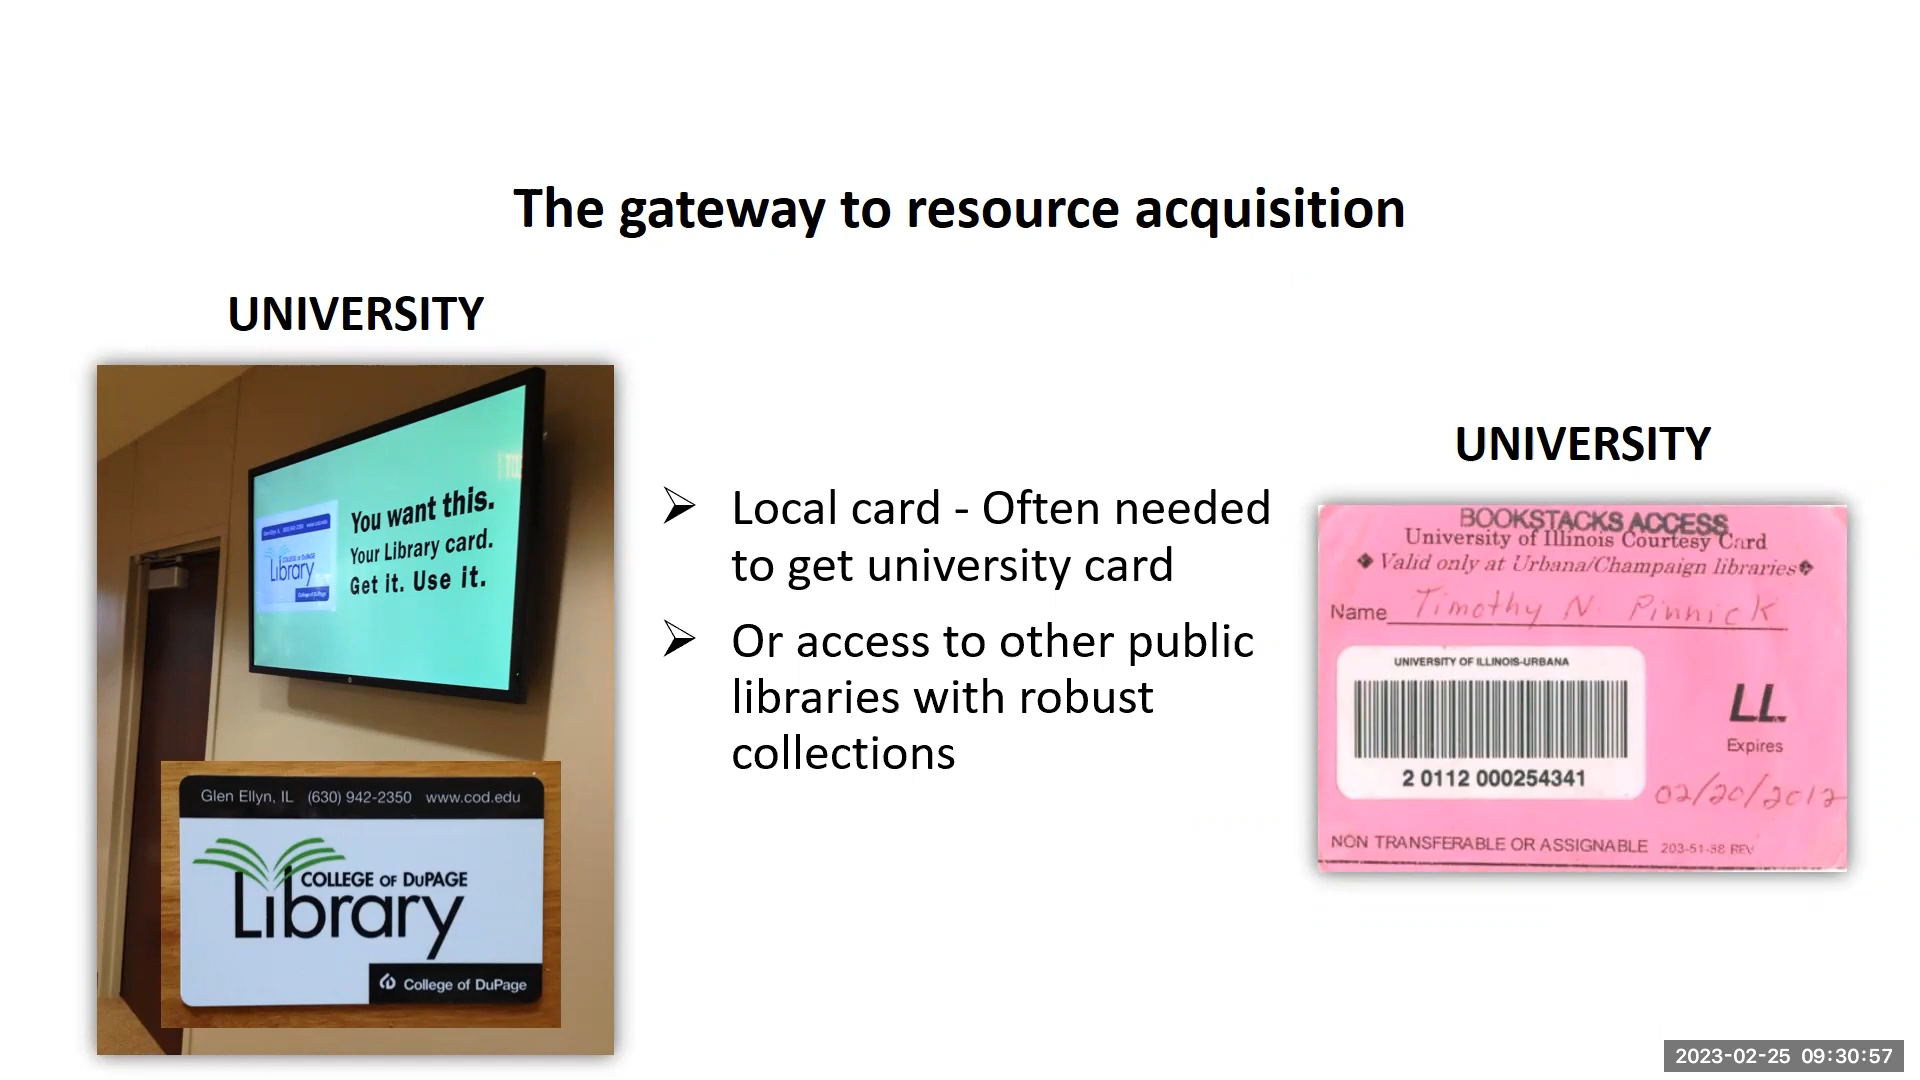 The gateway to resource acquisition
UNIVERSITY
You want this.
Your Library card.
Get it. Use it.
COLLEGE OF DUPAGE
Library
College of DuPage
Glen Ellyn, IL (630) 942-2350 www.cod.edu
COLLEGE OF DUPAGE
Library
College of DuPage
➢ Local card - Often needed
to get university card
➢ Or access to other public
libraries with robust
collections
UNIVERSITY
BOOKSTACKS ACCESS
University of Illinois Courtesy Card
◆ Valid only at Urbana/Champaign libraries◆
Name Timothy N. Pinnick
UNIVERSITY OF ILLINOIS-URBANA
2 0112 000254341
LL
Expires
02/20/2012
NON TRANSFERABLE OR ASSIGNABLE 203-51-88 REV
2023-02-25 09:30:57